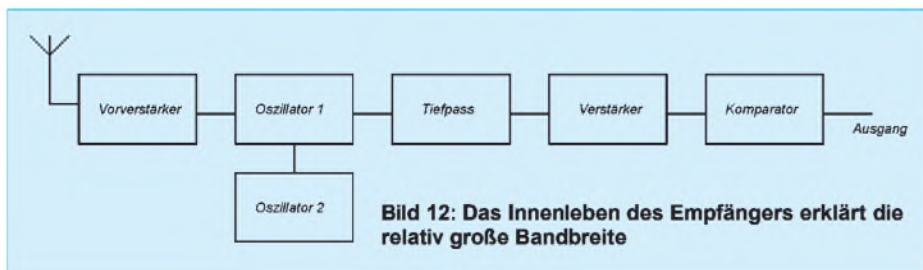 Vorverstärker
Oszillator 1
Tiefpass
Verstärker
Komparator
Ausgang
Oszillator 2
Bild 12: Das Innenleben des Empfängers erklärt die
relativ große Bandbreite